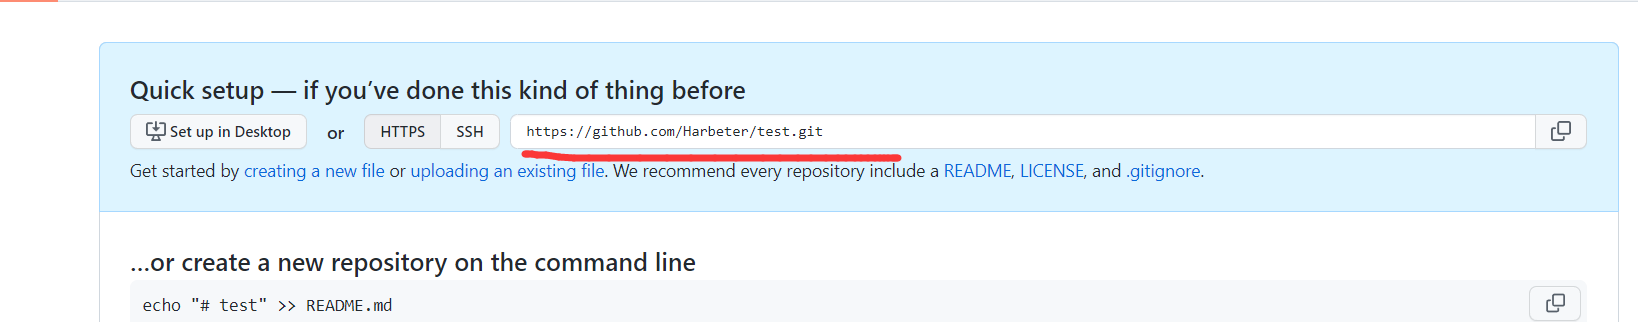 Quick setup — if you’ve done this kind of thing before
Set up in Desktop or HTTPS SSH https://github.com/Harbeter/test.git
Get started by creating a new file or uploading an existing file. We recommend every repository include a README, LICENSE, and .gitignore.
…or create a new repository on the command line
echo "# test" >> README.md